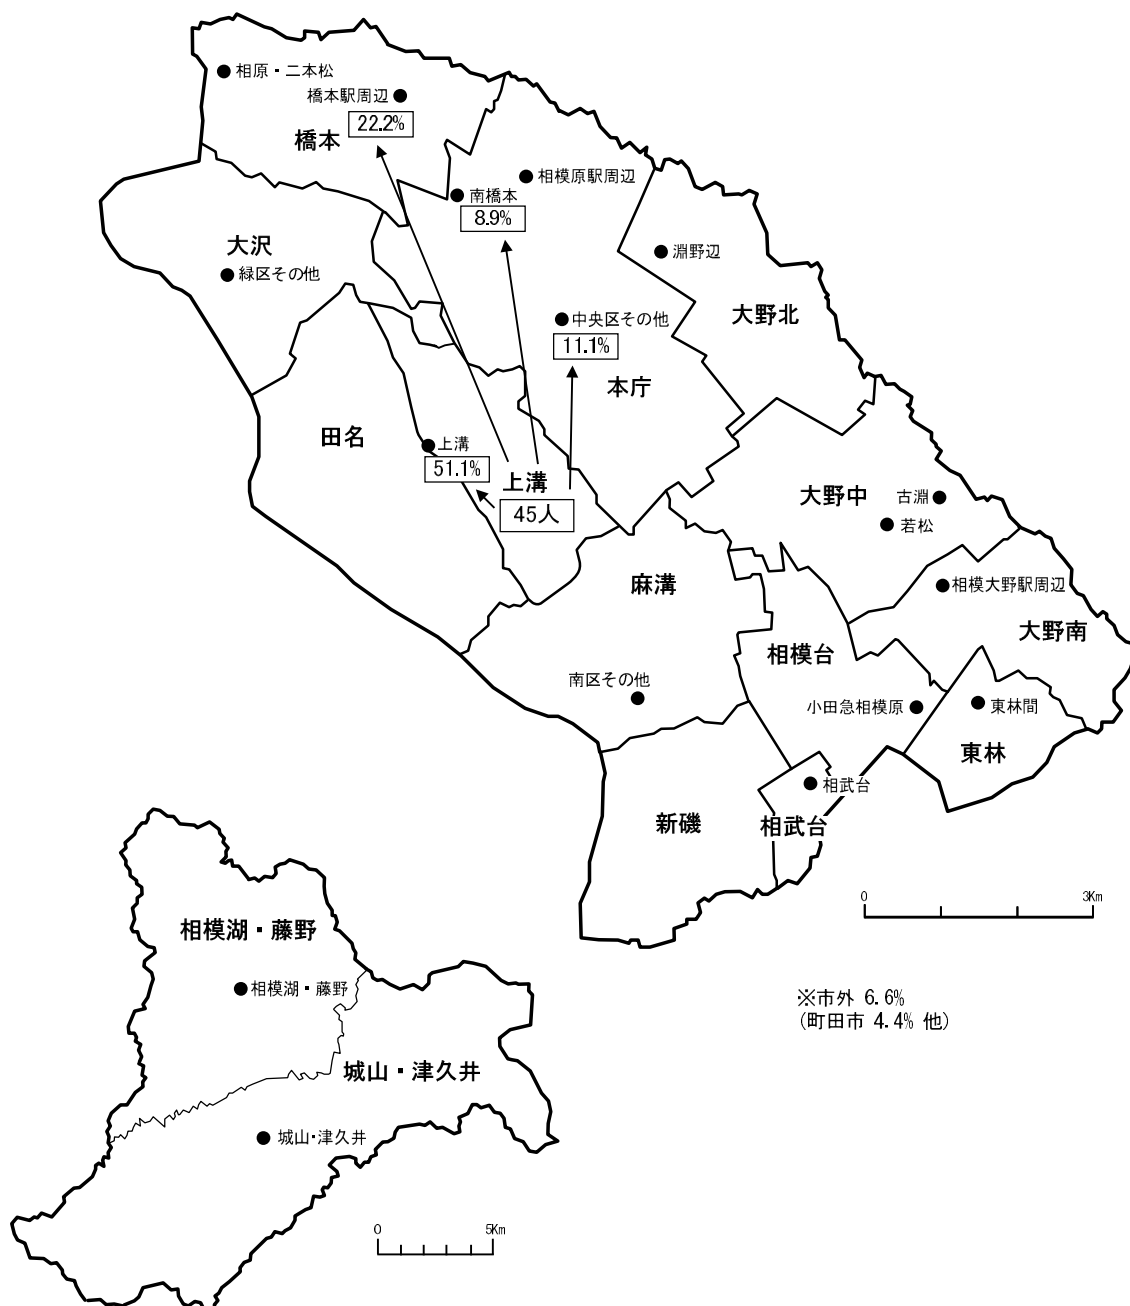 相原・二本松
橋本駅周辺
22.2%
橋本
相模原駅周辺
南橋本
8.9%
大沢
緑区その他
淵野辺
大野北
中央区その他
11.1%
本庁
田名
上溝
51.1%
上溝
45人
大野中
古淵
若松
麻溝
相模大野駅周辺
大野南
相模台
南区その他
小田急相模原
東林間
東林
相武台
新磯
相武台
0
3Km
相模湖・藤野
相模湖・藤野
※市外 6.6%
(町田市 4.4% 他)
城山・津久井
城山・津久井
0
5Km